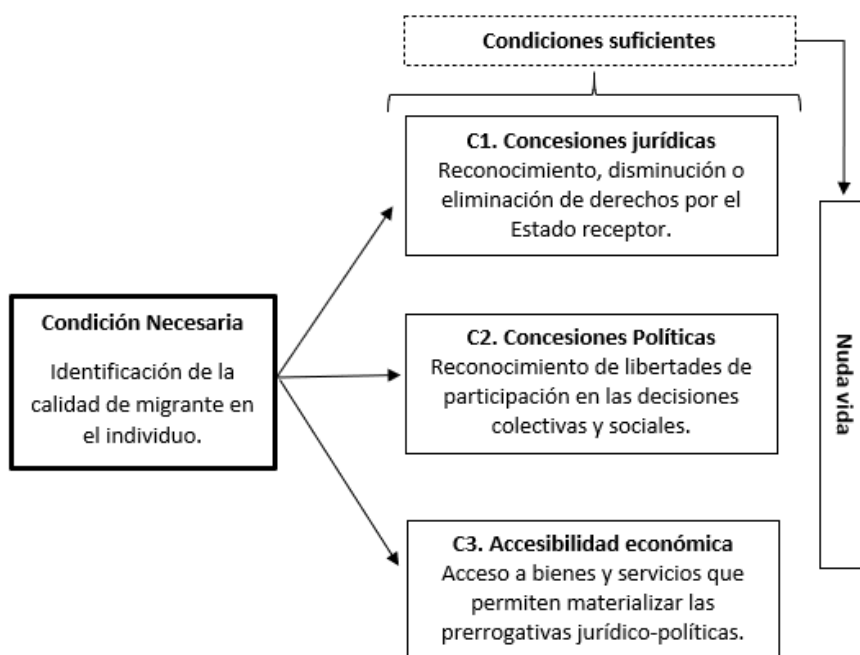 Condiciones suficientes
C1. Concesiones jurídicas
Reconocimiento, disminución o
eliminación de derechos por el
Estado receptor.
Condición Necesaria
Identificación de la
calidad de migrante en
el individuo.
C2. Concesiones Políticas
Reconocimiento de libertades de
participación en las decisiones
colectivas y sociales.
C3. Accesibilidad económica
Acceso a bienes y servicios que
permiten materializar las
prerrogativas jurídico-políticas.
Nuda vida